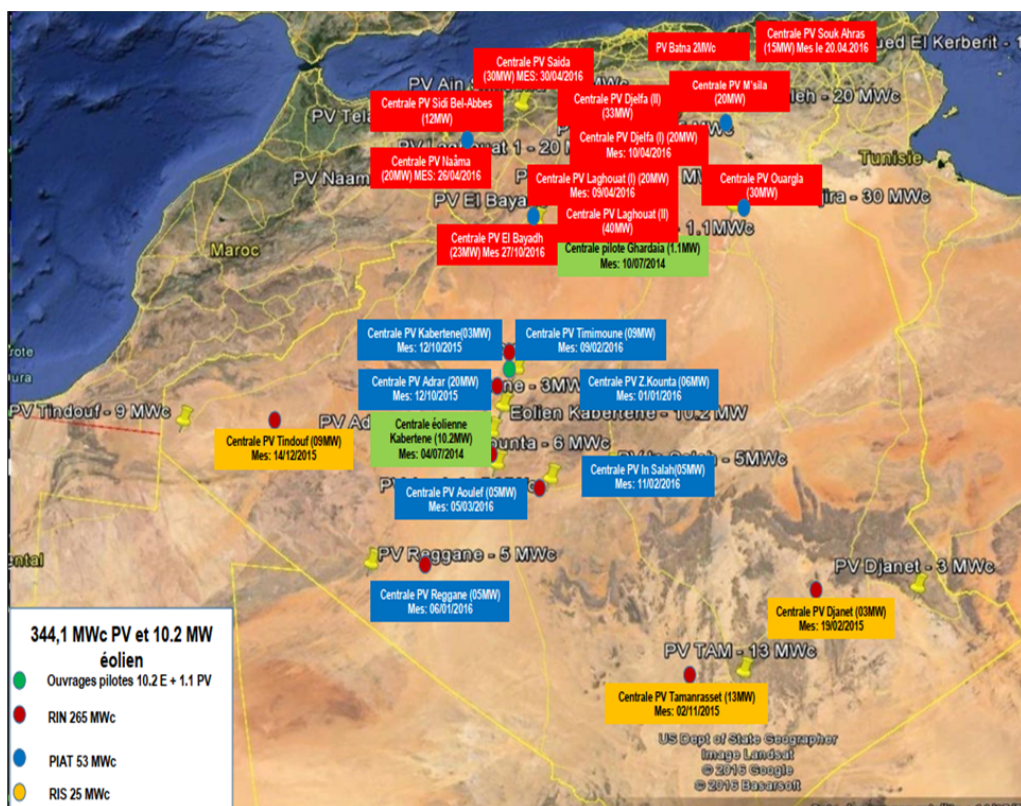 Centrale PV Souk Ahras
(15MW) Mes le 20.04.2016
ued El Kerberit - 1
PV Batna 2MWc
Centrale PV Saida
(30MW) MES: 30/04/2016
PV Ain
MWc
Centrale PV M'sila
(20MW)
eh - 20 MWc
Centrale PV Sidi Bel-Abbes
(12MW)
PV Tela
Centrale PV Djelfa (II)
(33MW)
MWc
1 - 20 M
Centrale PV Djelfa (I) (20MW)
Mes: 10/04/2016
Tunisie
Centrale PV Naâma
(20MW) MES: 26/04/2016
PV Naam
Centrale PV Laghouat (I) (20MW)
Mes: 09/04/2016
Centrale PV Ouargla
(30MW)
jira - 30 MWc
PV El Baya
Centrale PV Laghouat (II)
(40MW)
- 1.1MWc
Maroc
Centrale PV El Bayadh
(23MW) Mes 27/10/2016
Centrale pilote Ghardaia (1.1MW)
Mes: 10/07/2014
Centrale PV Kabertene(03MW)
Mes: 12/10/2015
Centrale PV Timimoune (09MW)
Mes: 09/02/2016
Centrale PV Adrar (20MW)
Mes: 12/10/2015
ne - 3MW
Centrale PV Z.Kounta (06MW)
Mes: 01/01/2016
PV Tindouf - 9 MWc
PV Ad
Eolien Kabertene - 10.2 MW
Centrale PV Tindouf (09MW)
Mes: 14/12/2015
Centrale éolienne
Kabertene (10.2MW)
Mes: 04/07/2014
ounta - 6 MWc
- 5MWc
Centrale PV In Salah(05MW)
Mes: 11/02/2016
Centrale PV Aoulef (05MW)
Mes: 05/03/2016
PV Reggane - 5 MWc
ental
PV Djanet - 3 MWc
Centrale PV Reggane (05MW)
Mes: 06/01/2016
Centrale PV Djanet (03MW)
Mes: 19/02/2015
PV TAM - 13 MWc
Centrale PV Tamanrasset (13MW)
Mes: 02/11/2015
344,1 MWc PV et 10.2 MW
éolien
Ouvrages pilotes 10.2 E + 1.1 PV
RIN 265 MWc
PIAT 53 MWc
RIS 25 MWc
US Dept of State Geographer
Image Landsat
© 2016 Google
© 2016 Basarsoft